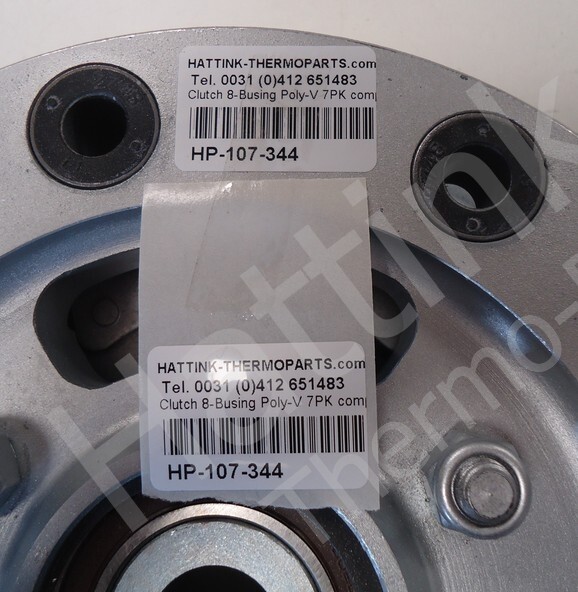 HATTINK-THERMOPARTS.com
Tel. 0031 (0)412 651483
Clutch 8-Busing Poly-V 7PK comp
HP-107-344
HATTINK-THERMOPARTS.com
Tel. 0031 (0)412 651483
Clutch 8-Busing Poly-V 7PK comp
HP-107-344
Hattink
Thermo-